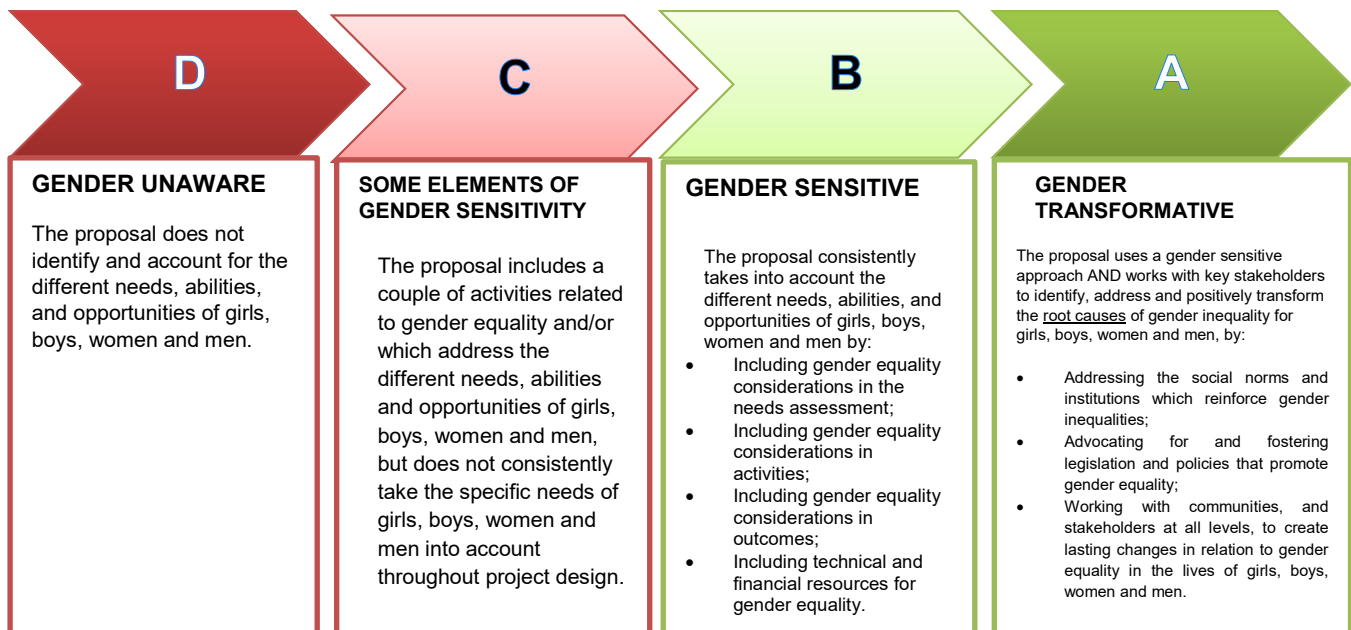 D
GENDER UNAWARE
The proposal does not
identify and account for the
different needs, abilities,
and opportunities of girls,
boys, women and men.
C
SOME ELEMENTS OF
GENDER SENSITIVITY
The proposal includes a
couple of activities related
to gender equality and/or
which address the
different needs, abilities
and opportunities of girls,
boys, women and men,
but does not consistently
take the specific needs of
girls, boys, women and
men into account
throughout project design.
B
GENDER SENSITIVE
The proposal consistently
takes into account the
different needs, abilities, and
opportunities of girls, boys,
women and men by:
• Including gender equality
considerations in the
needs assessment;
• Including gender equality
considerations in
activities;
• Including gender equality
considerations in
outcomes;
• Including technical and
financial resources for
gender equality.
A
GENDER
TRANSFORMATIVE
The proposal uses a gender sensitive
approach AND works with key stakeholders
to identify, address and positively transform
the root causes of gender inequality for
girls, boys, women and men, by:
• Addressing the social norms and
institutions which reinforce gender
inequalities;
• Advocating for and fostering
legislation and policies that promote
gender equality;
• Working with communities, and
stakeholders at all levels, to create
lasting changes in relation to gender
equality in the lives of girls, boys,
women and men.